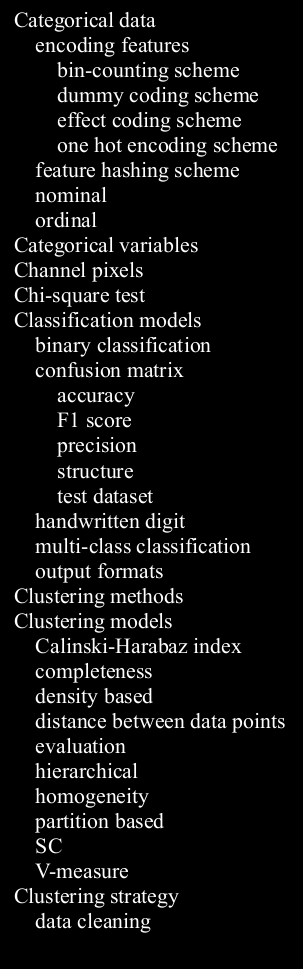 Categorical data
encoding features
bin-counting scheme
dummy coding scheme
effect coding scheme
one hot encoding scheme
feature hashing scheme
nominal
ordinal
Categorical variables
Channel pixels
Chi-square test
Classification models
binary classification
confusion matrix
accuracy
F1 score
precision
structure
test dataset
handwritten digit
multi-class classification
output formats
Clustering methods
Clustering models
Calinski-Harabaz index
completeness
density based
distance between data points
evaluation
hierarchical
homogeneity
partition based
SC
V-measure
Clustering strategy
data cleaning